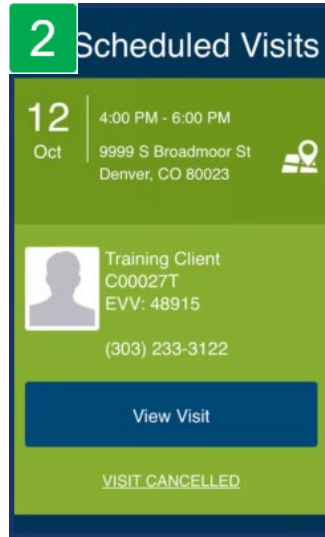 2
Scheduled Visits
12
Oct
4:00 PM - 6:00 PM
9999 S Broadmoor St
Denver, CO 80023
Training Client
C00027T
EVV: 48915
(303) 233-3122
View Visit
VISIT CANCELLED